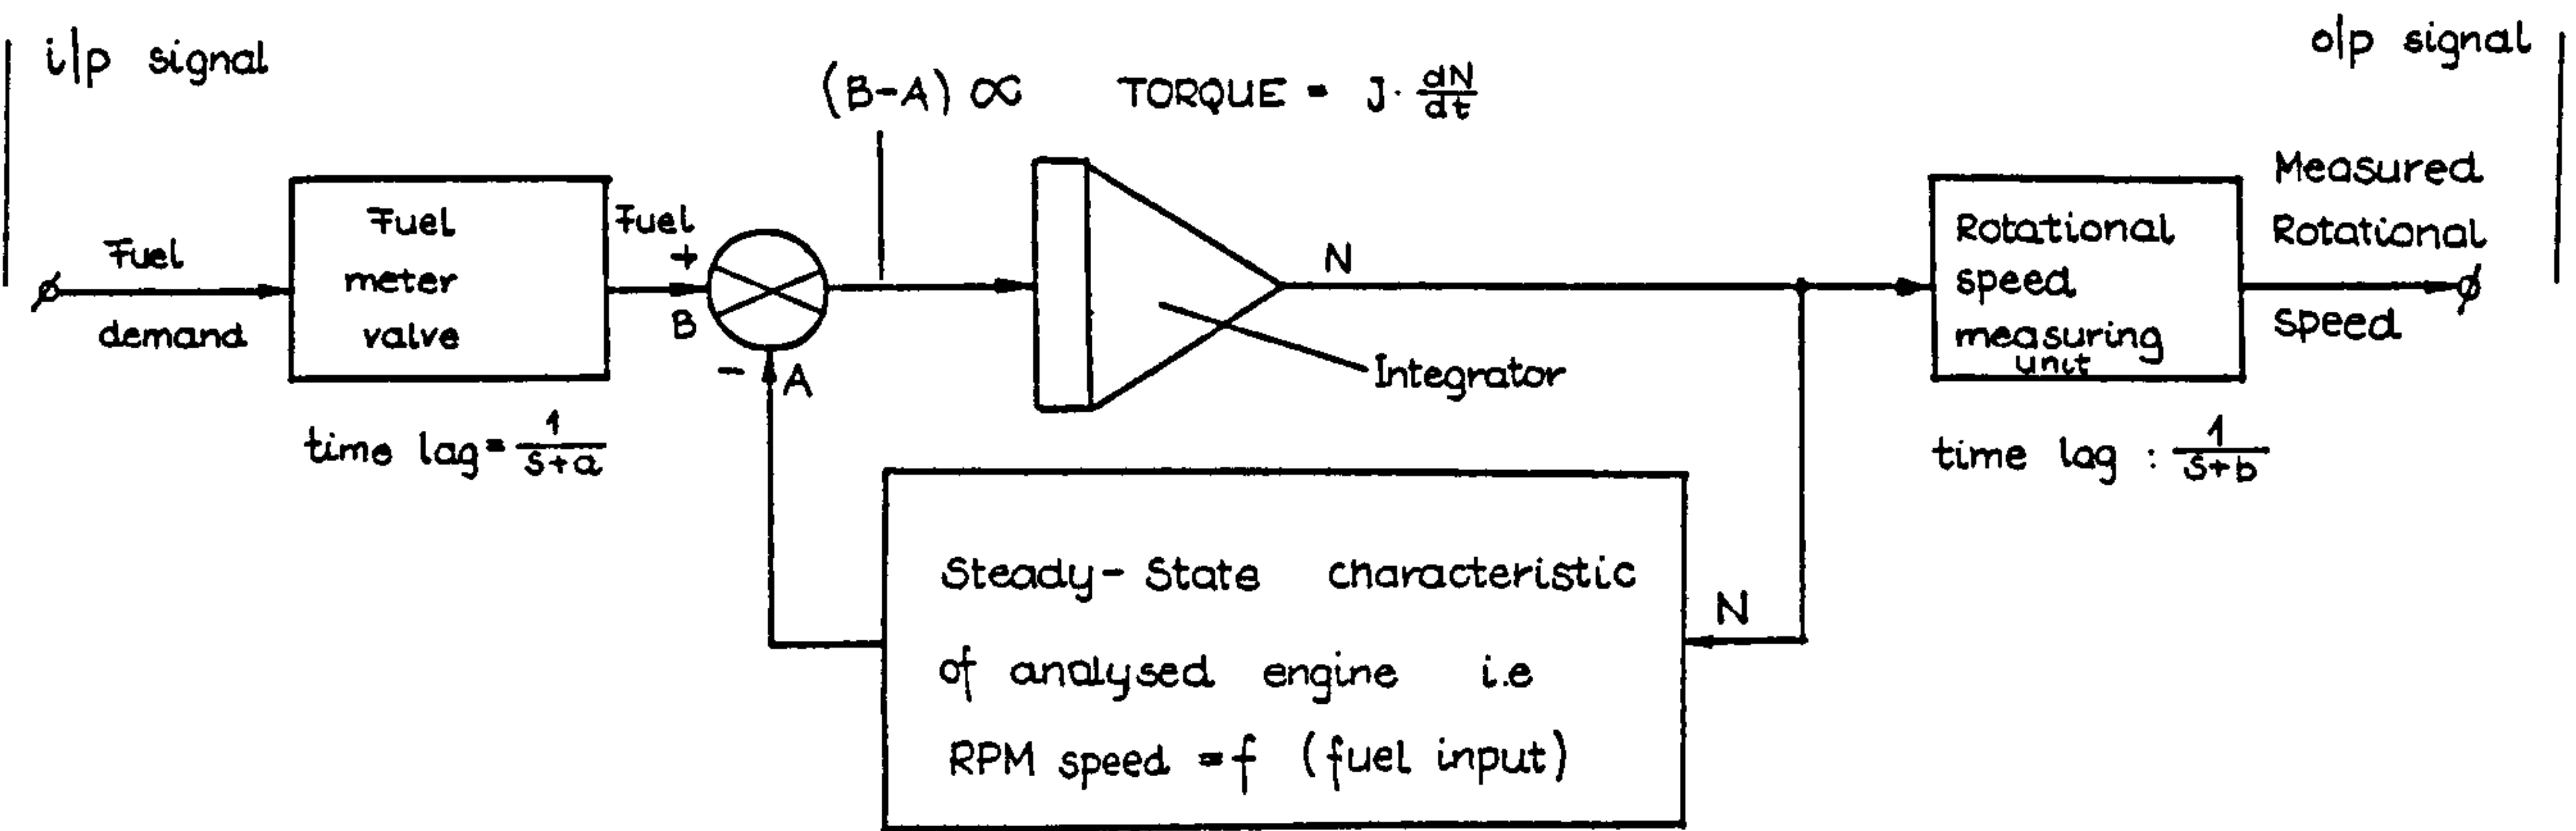 i/p signal
o/p signal
(B-A) ∝ TORQUE = J · dN/dt
Fuel
demand
Fuel
meter
valve
time lag = 1/(s+a)
Fuel
+
B
-
A
N
Integrator
Rotational
speed
measuring
unit
time lag : 1/(s+b)
Measured
Rotational
Speed
N
Steady-State characteristic
of analysed engine i.e
RPM speed = f (fuel input)